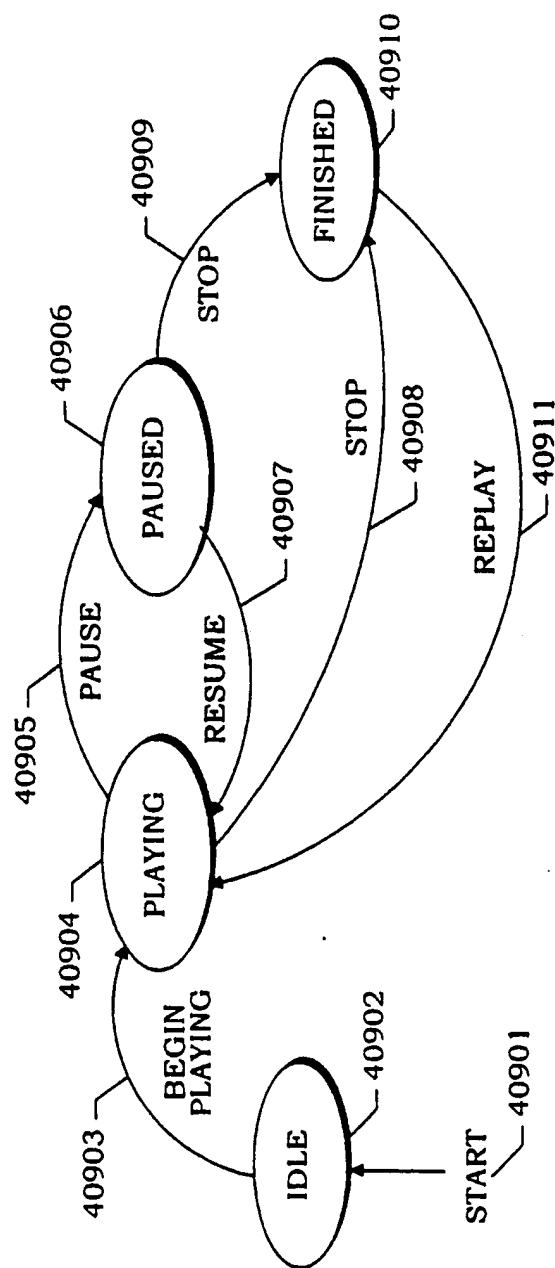 START
40901
IDLE
40902
40903
BEGIN
PLAYING
PLAYING
40904
40905
PAUSE
PAUSED
40906
RESUME
40907
STOP
40908
STOP
40909
FINISHED
40910
REPLAY
40911